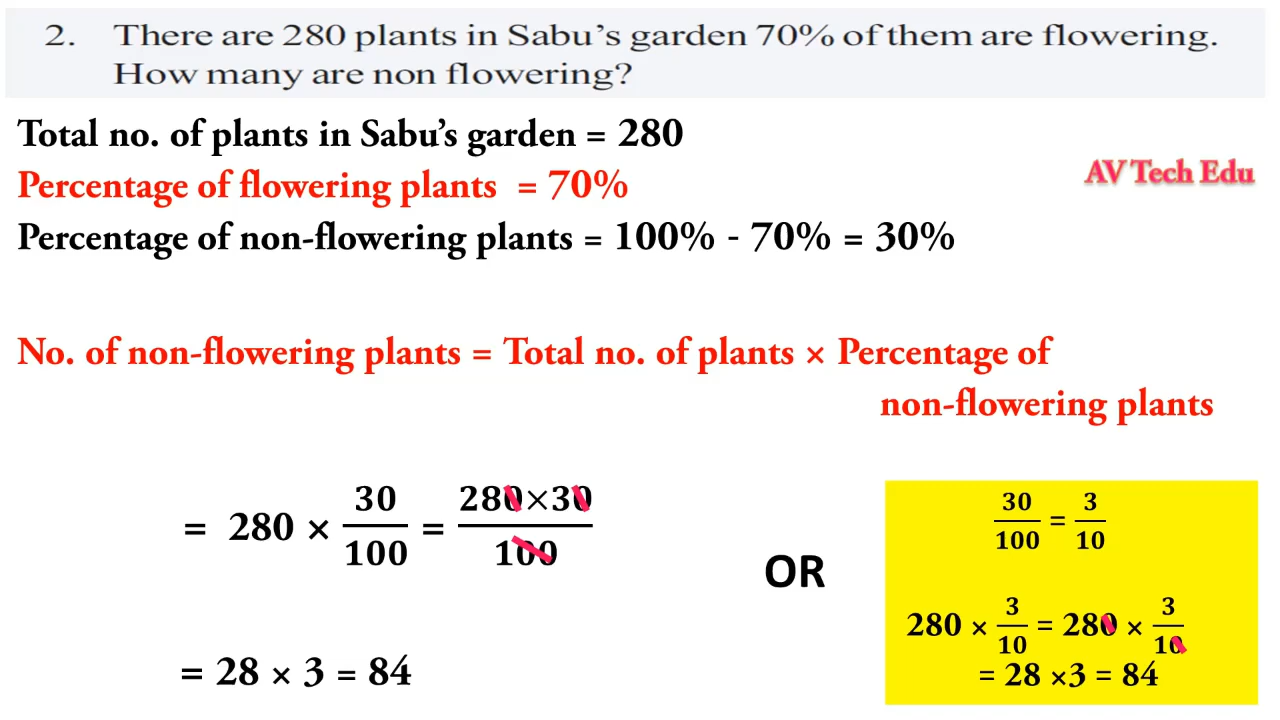 2. There are 280 plants in Sabu's garden 70% of them are flowering.
How many are non flowering?
Total no. of plants in Sabu's garden = 280
Percentage of flowering plants = 70%
AV Tech Edu
Percentage of non-flowering plants = 100% - 70% = 30%
No. of non-flowering plants = Total no. of plants × Percentage of
non-flowering plants
= 280 × 30/100 = 280×30/100
= 28 × 3 = 84
OR
30/100 = 3/10
280 × 3/10 = 280 × 3/10
= 28 ×3 = 84